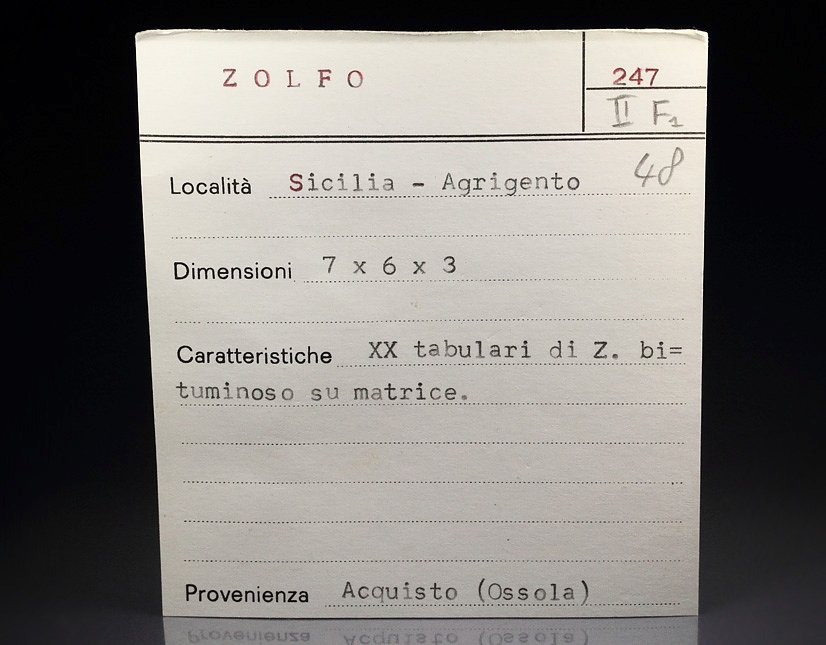 ZOLFO
247
II F1
48
Località Sicilia - Agrigento
Dimensioni 7 x 6 x 3
Caratteristiche XX tabulari di Z. bi=
tuminoso su matrice.
Provenienza Acquisto (Ossola)